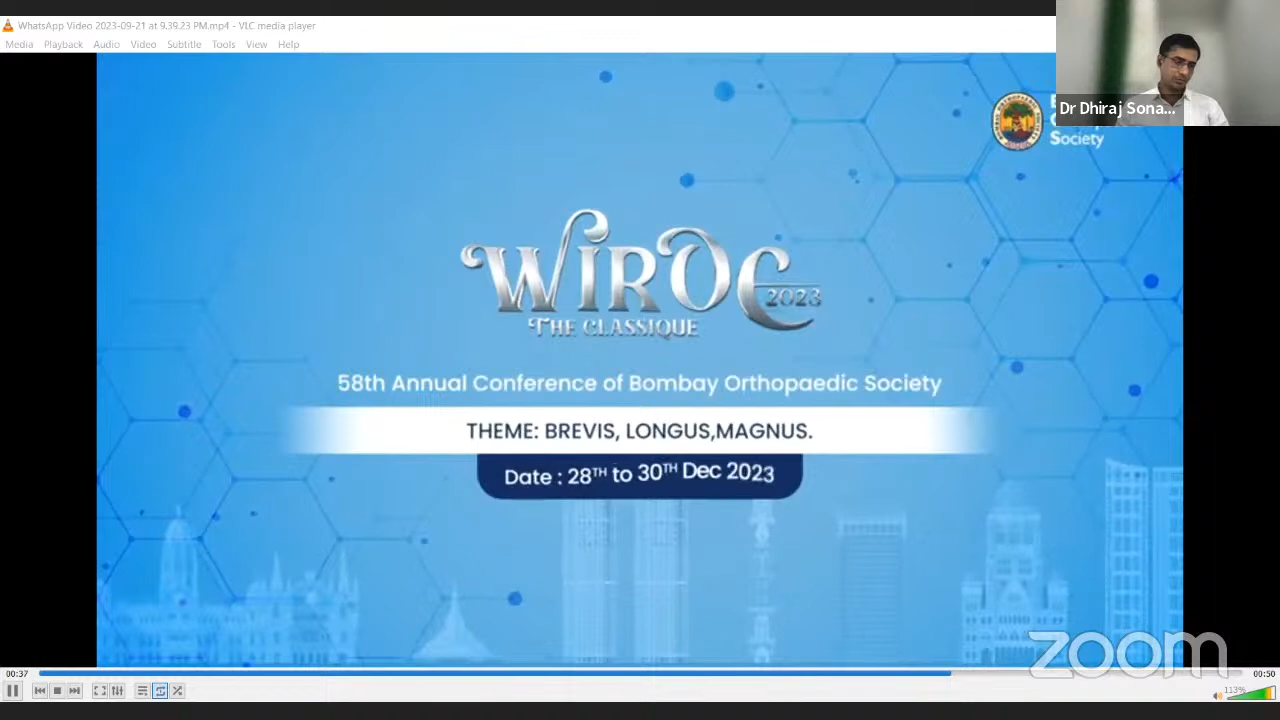 WhatsApp Video 2023-09-21 at 9.39.23 PM.mp4 - VLC media player
Media Playback Audio Video Subtitle Tools View Help
Dr Dhiraj Sona...
Society
WIROC 2023
THE CLASSIQUE
58th Annual Conference of Bombay Orthopaedic Society
THEME: BREVIS, LONGUS,MAGNUS.
Date : 28TH to 30TH Dec 2023
zoom
00:37
00:50
113%